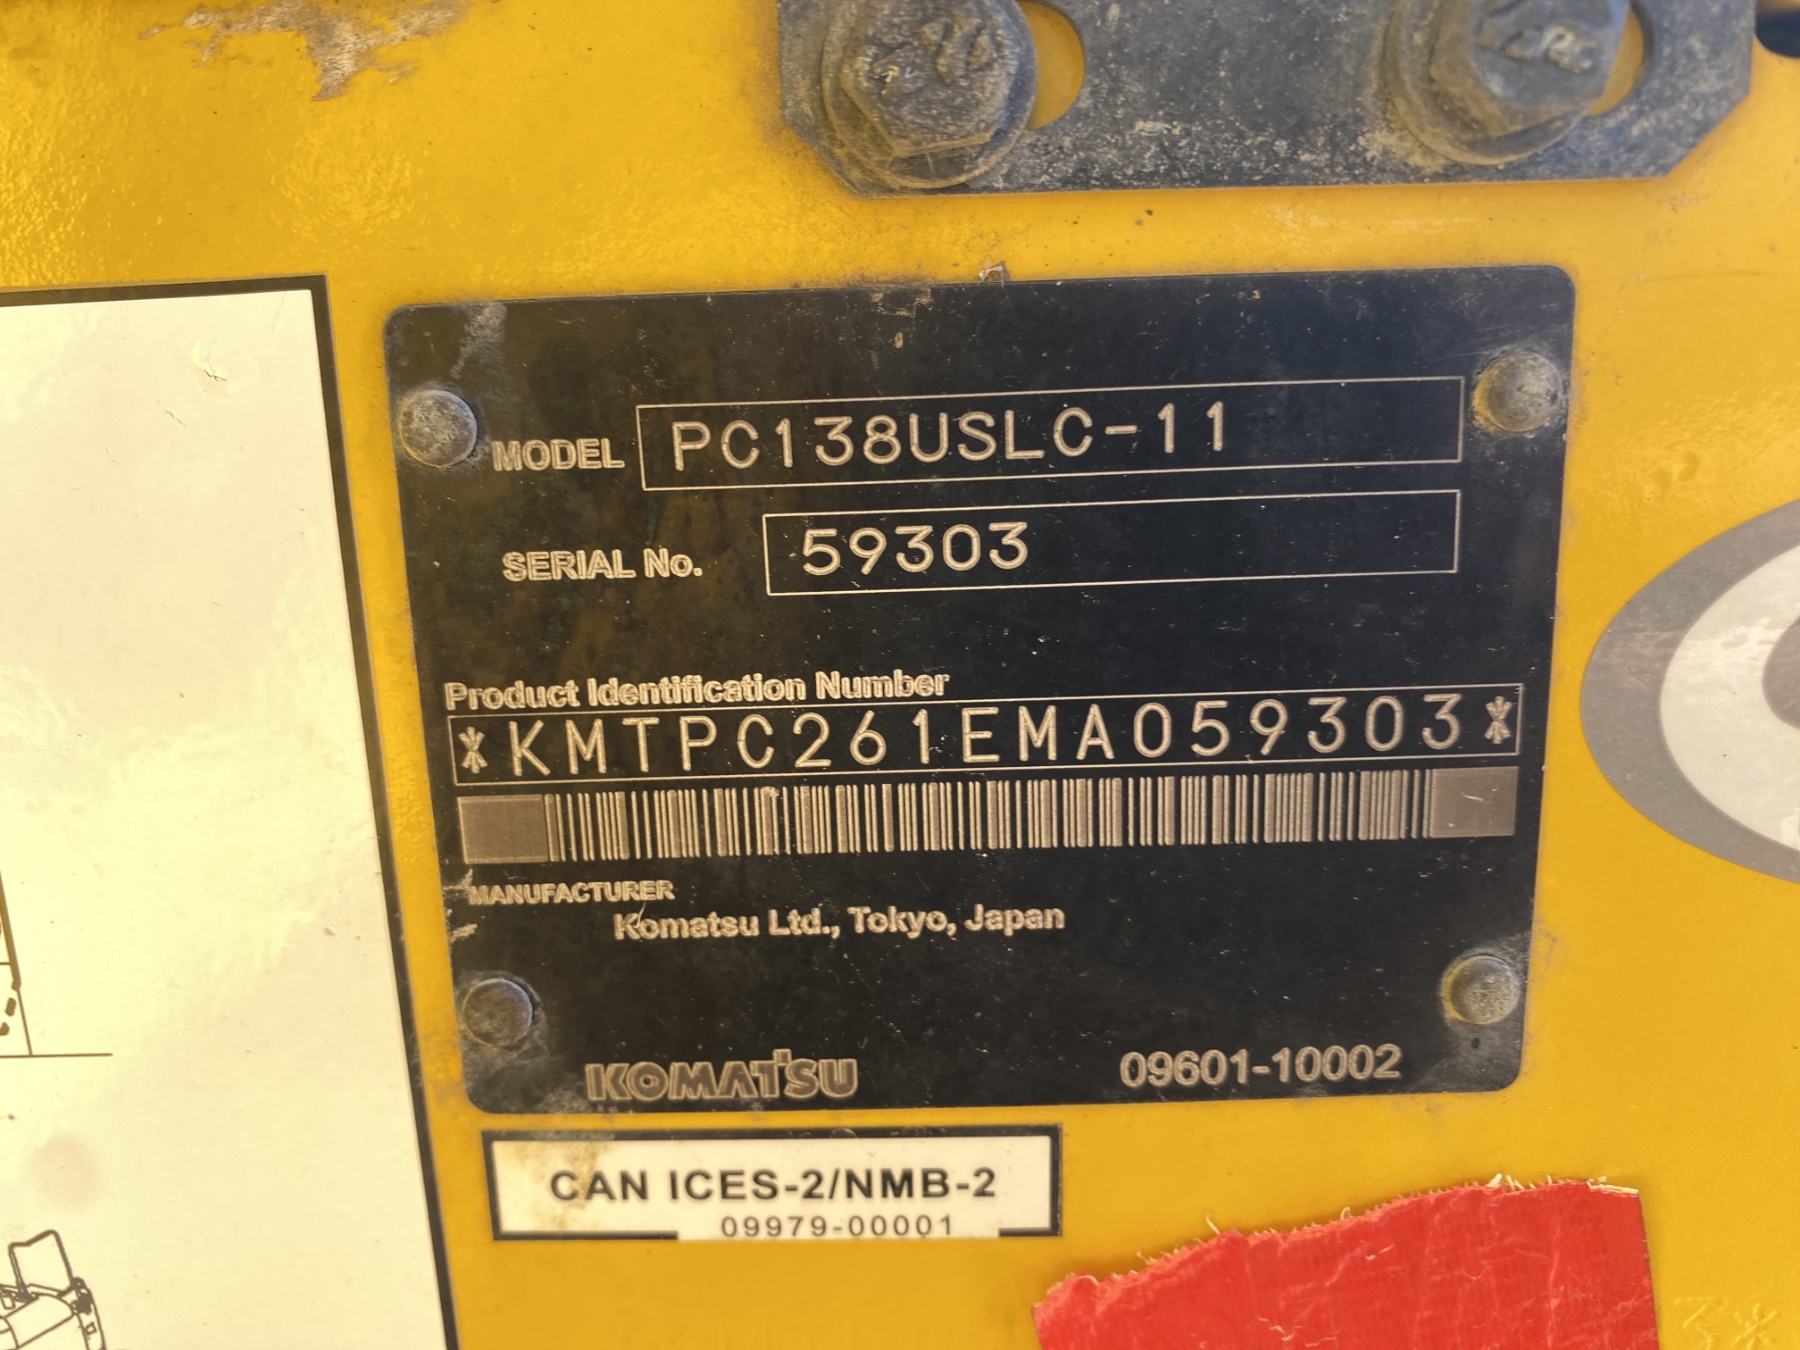 MODEL PC138USLC-11
SERIAL No. 59303
Product Identification Number
*KMTPC261EMA059303*
MANUFACTURER
Komatsu Ltd., Tokyo, Japan
KOMATSU 09601-10002
CAN ICES-2/NMB-2
09979-00001